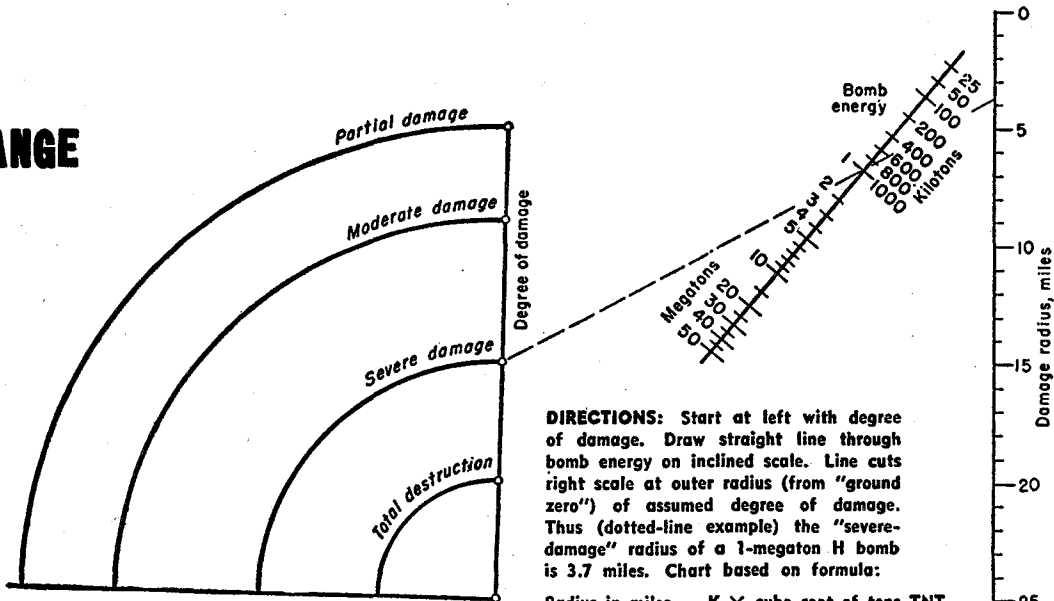 ANGE
Partial damage
Moderate damage
Severe damage
Total destruction
Degree of damage
Bomb
energy
25
50
100
200
400
600
800
1000
Kilotons
1
2
3
4
5
10
20
30
40
50
Megatons
0
5
10
15
20
Damage radius, miles
DIRECTIONS: Start at left with degree
of damage. Draw straight line through
bomb energy on inclined scale. Line cuts
right scale at outer radius (from "ground
zero") of assumed degree of damage.
Thus (dotted-line example) the "severe-
damage" radius of a 1-megaton H bomb
is 3.7 miles. Chart based on formula: